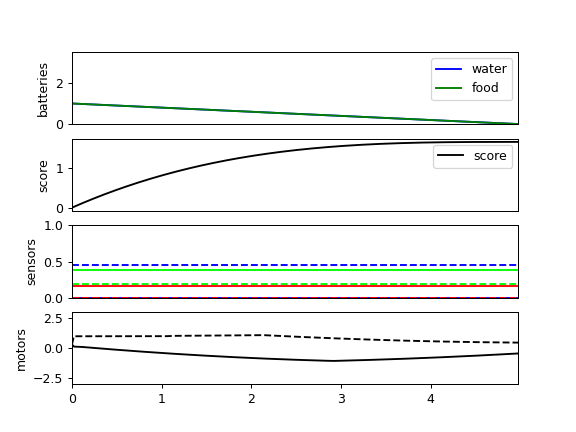 batteries
2
0
water
food
score
1
0
score
sensors
1.0
0.5
0.0
motors
2.5
0.0
−2.5
0 1 2 3 4